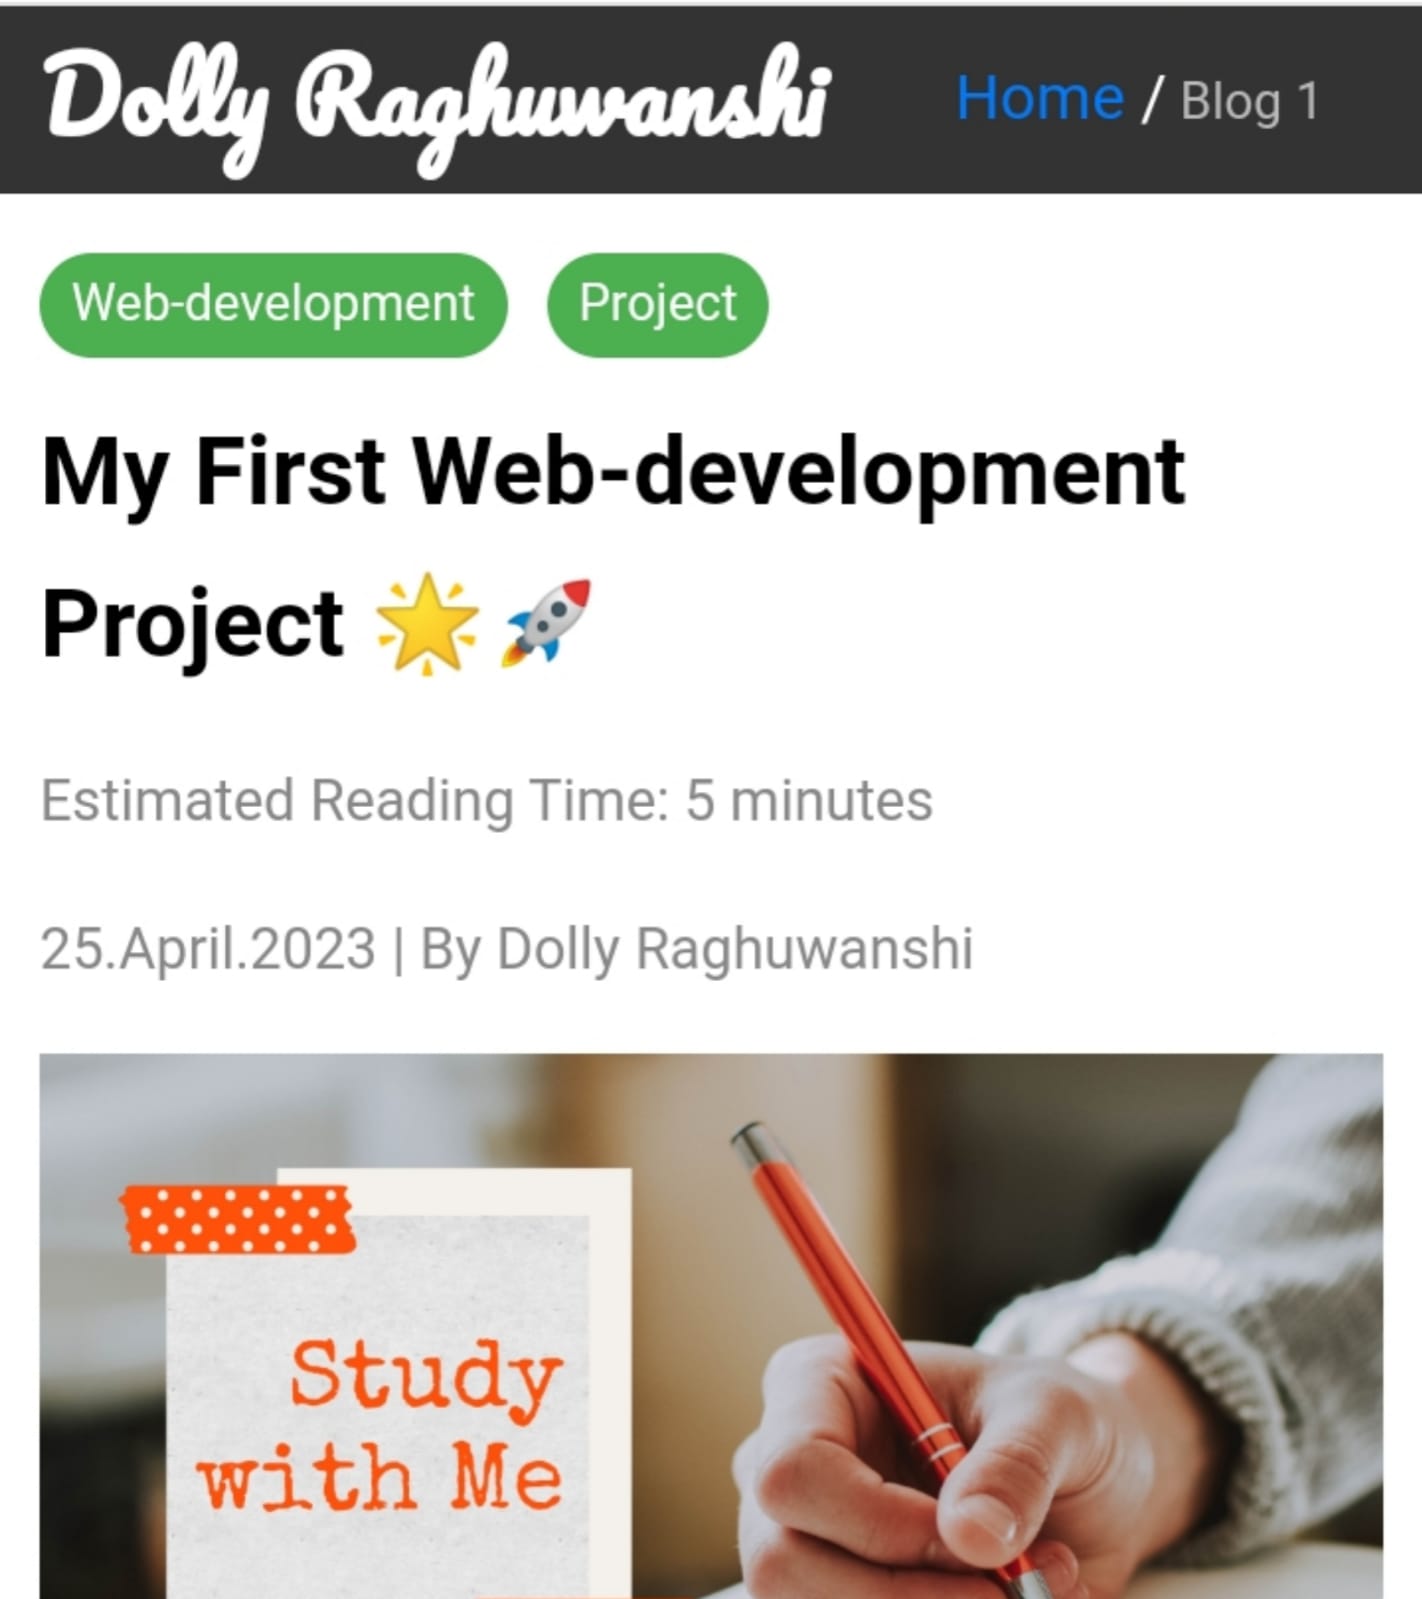 Dolly Raghuwanshi Home / Blog 1
Web-development Project
My First Web-development
Project 🌟🚀
Estimated Reading Time: 5 minutes
25.April.2023 | By Dolly Raghuwanshi
Study
with Me